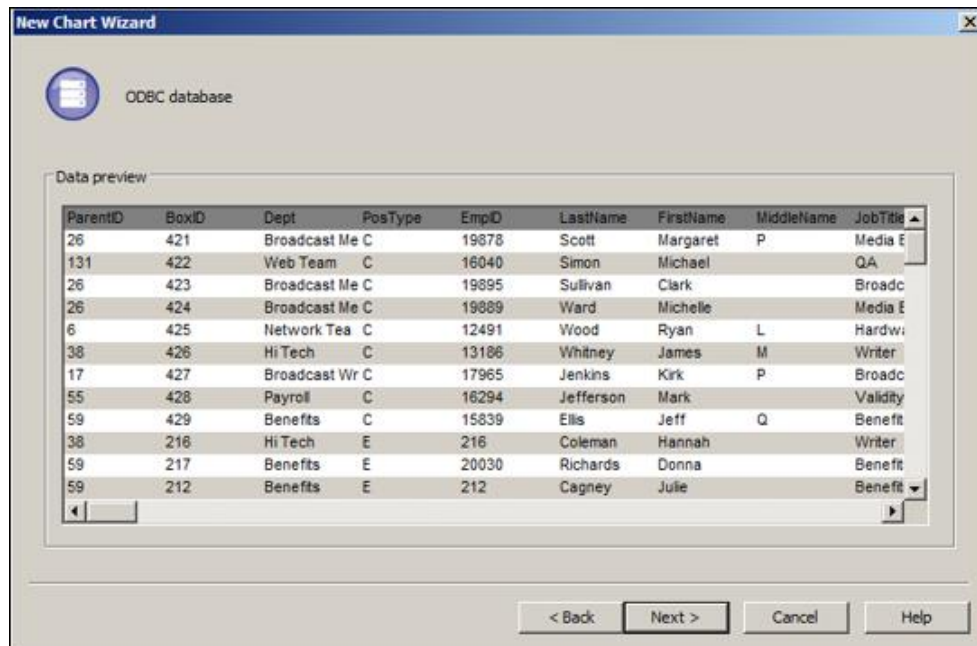 New Chart Wizard
ODBC database
Data preview
ParentID BoxID Dept PosType EmpID LastName FirstName MiddleName JobTitle
26 421 Broadcast Me C 19878 Scott Margaret P Media E
131 422 Web Team C 16040 Simon Michael QA
26 423 Broadcast Me C 19895 Sullivan Clark Broadc
26 424 Broadcast Me C 19889 Ward Michelle Media E
6 425 Network Tea C 12491 Wood Ryan L Hardwa
38 426 Hi Tech C 13186 Whitney James M Writer
17 427 Broadcast Wr C 17965 Jenkins Kirk P Broadc
55 428 Payroll C 16294 Jefferson Mark Validity
59 429 Benefits C 15839 Ellis Jeff Q Benefit
38 216 Hi Tech E 216 Coleman Hannah Writer
59 217 Benefits E 20030 Richards Donna Benefit
59 212 Benefits E 212 Cagney Julie Benefit
< Back Next > Cancel Help